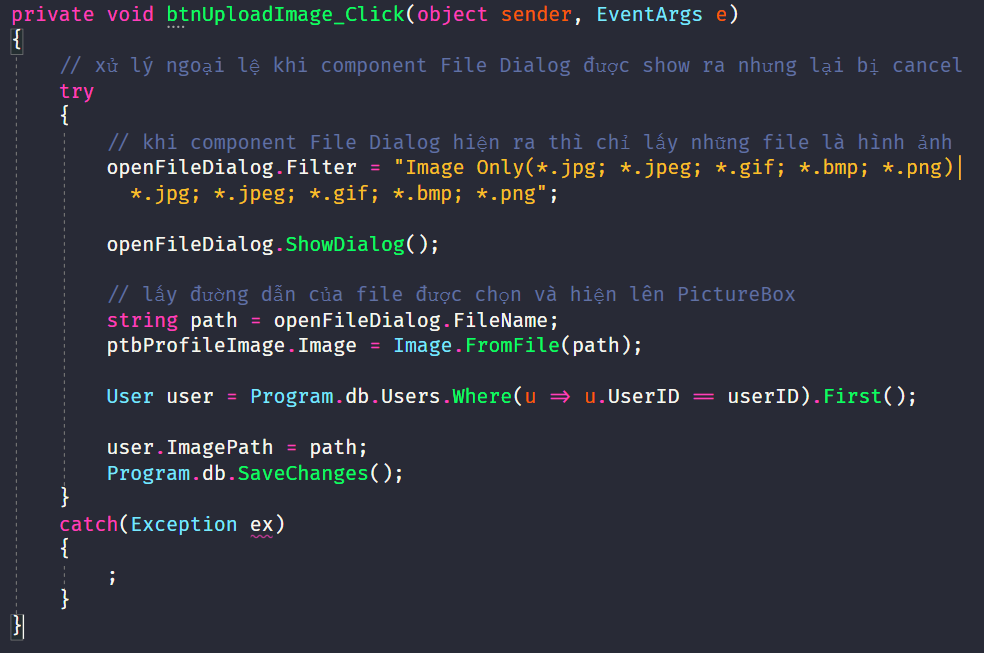 private void btnUploadImage_Click(object sender, EventArgs e)
{
    // xử lý ngoại lệ khi component File Dialog được show ra nhưng lại bị cancel
    try
    {
        // khi component File Dialog hiện ra thì chỉ lấy những file là hình ảnh
        openFileDialog.Filter = "Image Only(*.jpg; *.jpeg; *.gif; *.bmp; *.png)|
          *.jpg; *.jpeg; *.gif; *.bmp; *.png";
        openFileDialog.ShowDialog();
        // lấy đường dẫn của file được chọn và hiện lên PictureBox
        string path = openFileDialog.FileName;
        ptbProfileImage.Image = Image.FromFile(path);
        User user = Program.db.Users.Where(u => u.UserID == userID).First();
        user.ImagePath = path;
        Program.db.SaveChanges();
    }
    catch(Exception ex)
    {
        ;
    }
}